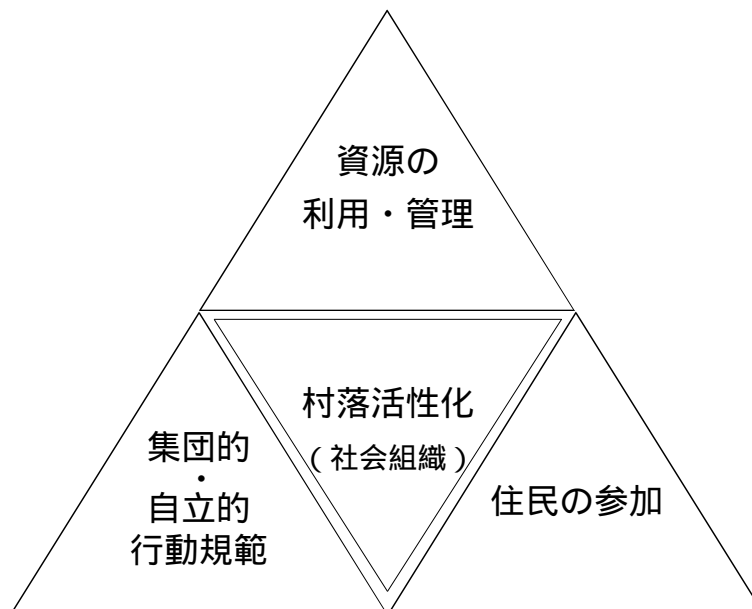 資源の
利用・管理
村落活性化
(社会組織)
集団的
・
自立的
行動規範
住民の参加